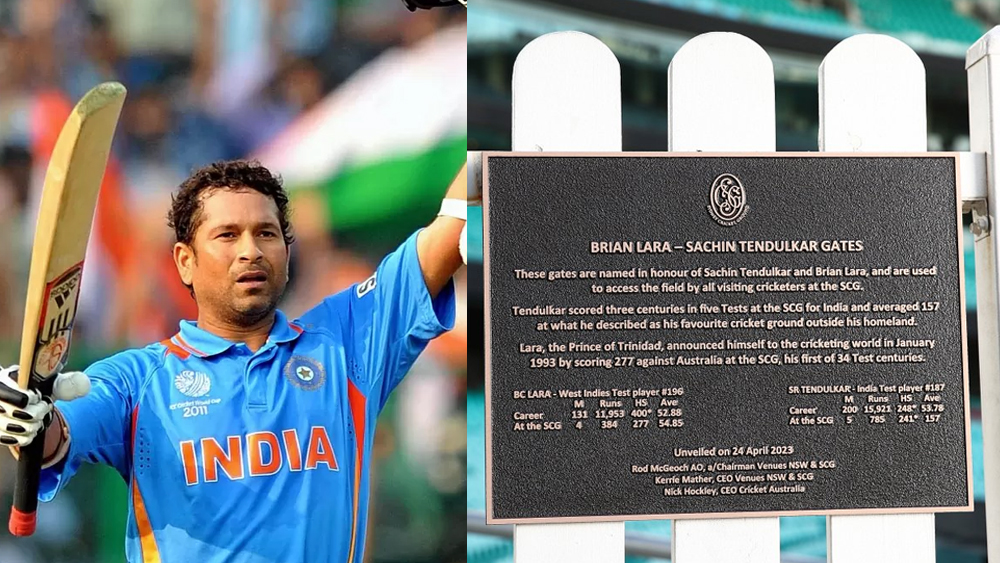 S
cricket World Cup
2011
INDIA
BRIAN LARA – SACHIN TENDULKAR GATES
These gates are named in honour of Sachin Tendulkar and Brian Lara, and are used
to access the field by all visiting cricketers at the SCG.
Tendulkar scored three centuries in five Tests at the SCG for India and averaged 157
at what he described as his favourite cricket ground outside his homeland.
Lara, the Prince of Trinidad, announced himself to the cricketing world in January
1993 by scoring 277 against Australia at the SCG, his first of 34 Test centuries.
BC LARA - West Indies Test player #196
M Runs HS Ave
Career 131 11,953 400* 52.88
At the SCG 4 384 277 54.85
SR TENDULKAR - India Test player #187
M Runs HS Ave
Career 200 15,921 248* 53.78
At the SCG 5 785 241* 157
Unveiled on 24 April 2023
Rod McGeoch AO, a/Chairman Venues NSW & SCG
Kerrie Mather, CEO Venues NSW & SCG
Nick Hockley, CEO Cricket Australia